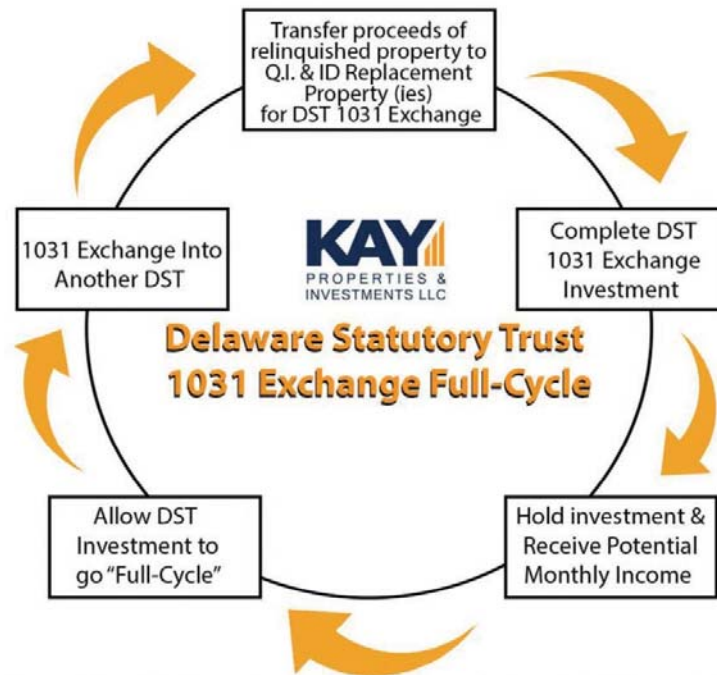 Transfer proceeds of
relinquished property to
Q.I. & ID Replacement
Property (ies)
for DST 1031 Exchange
1031 Exchange Into
Another DST
KAY
PROPERTIES &
INVESTMENTS LLC
Complete DST
1031 Exchange
Investment
Delaware Statutory Trust
1031 Exchange Full-Cycle
Allow DST
Investment to
go "Full-Cycle"
Hold investment &
Receive Potential
Monthly Income